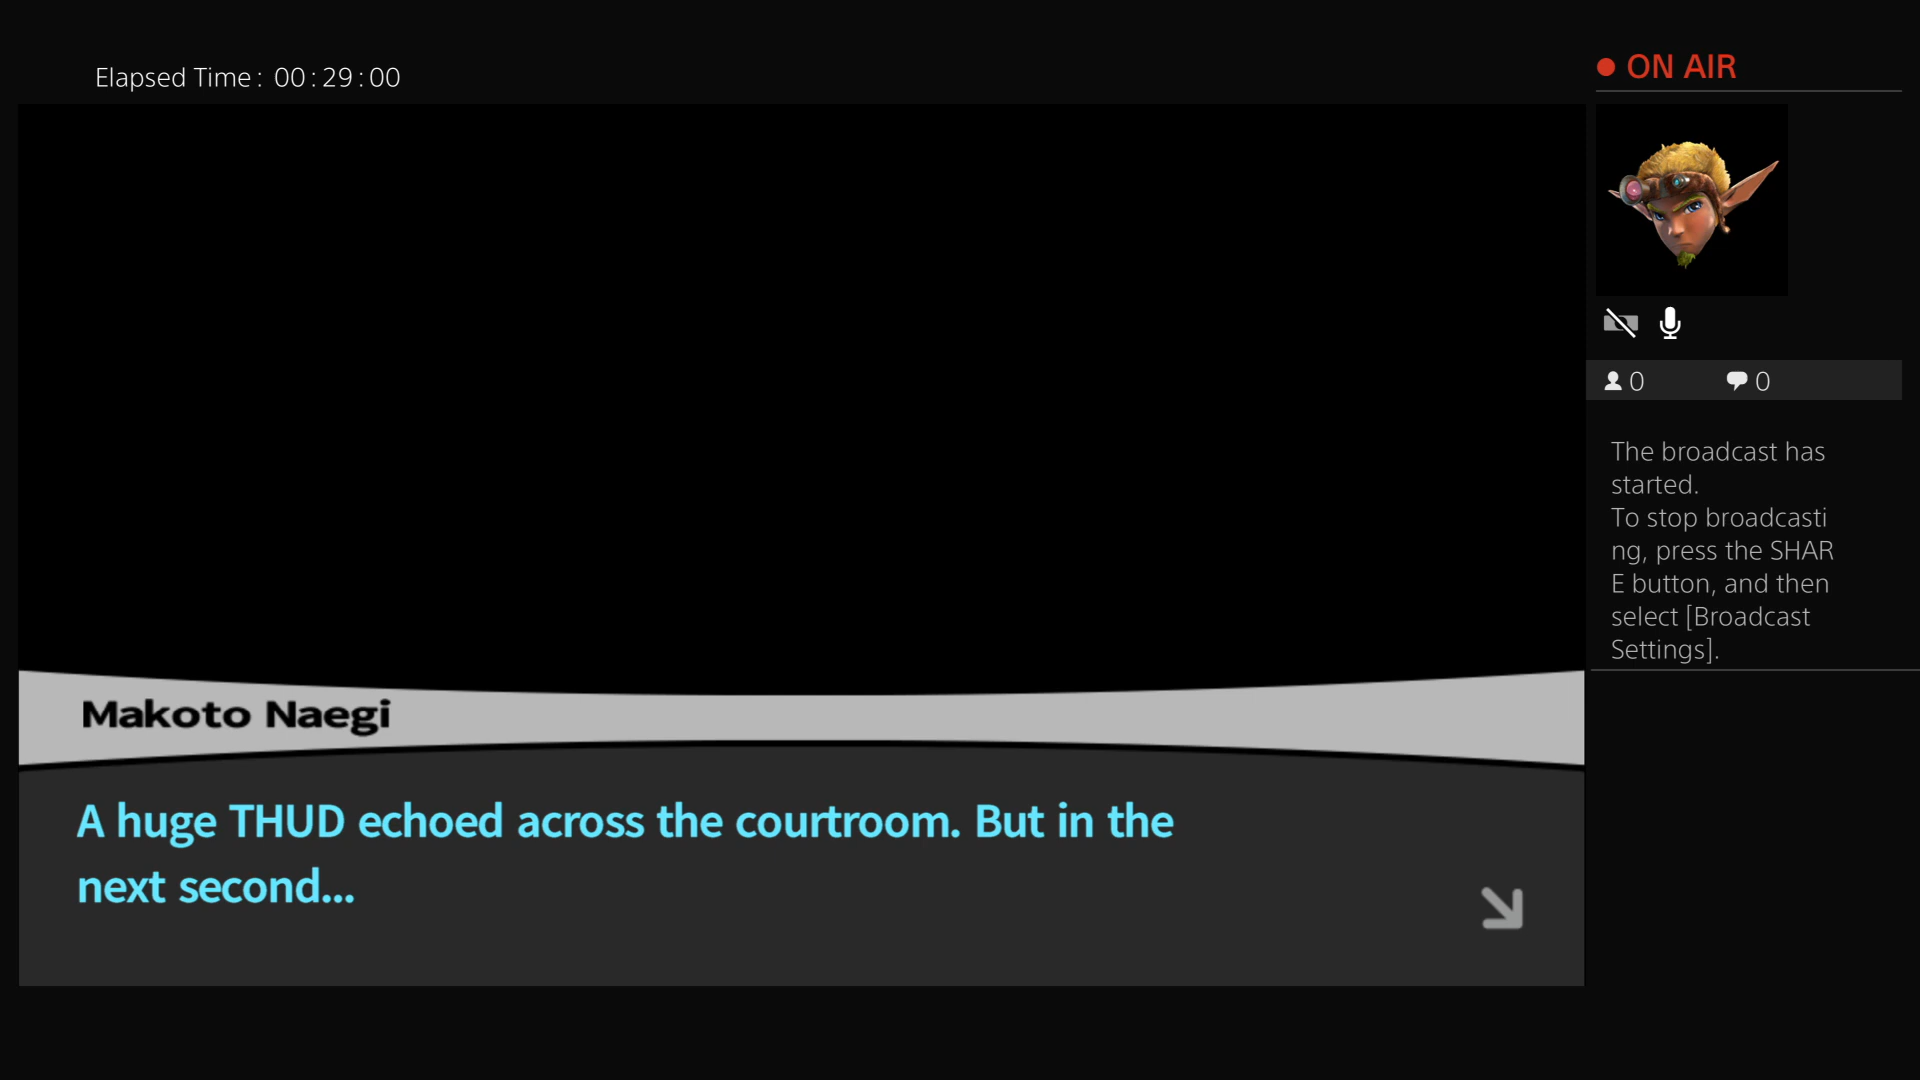 Elapsed Time: 00:29:00
ON AIR
0
0
The broadcast has
started.
To stop broadcasti
ng, press the SHAR
E button, and then
select [Broadcast
Settings].
Makoto Naegi
A huge THUD echoed across the courtroom. But in the
next second...